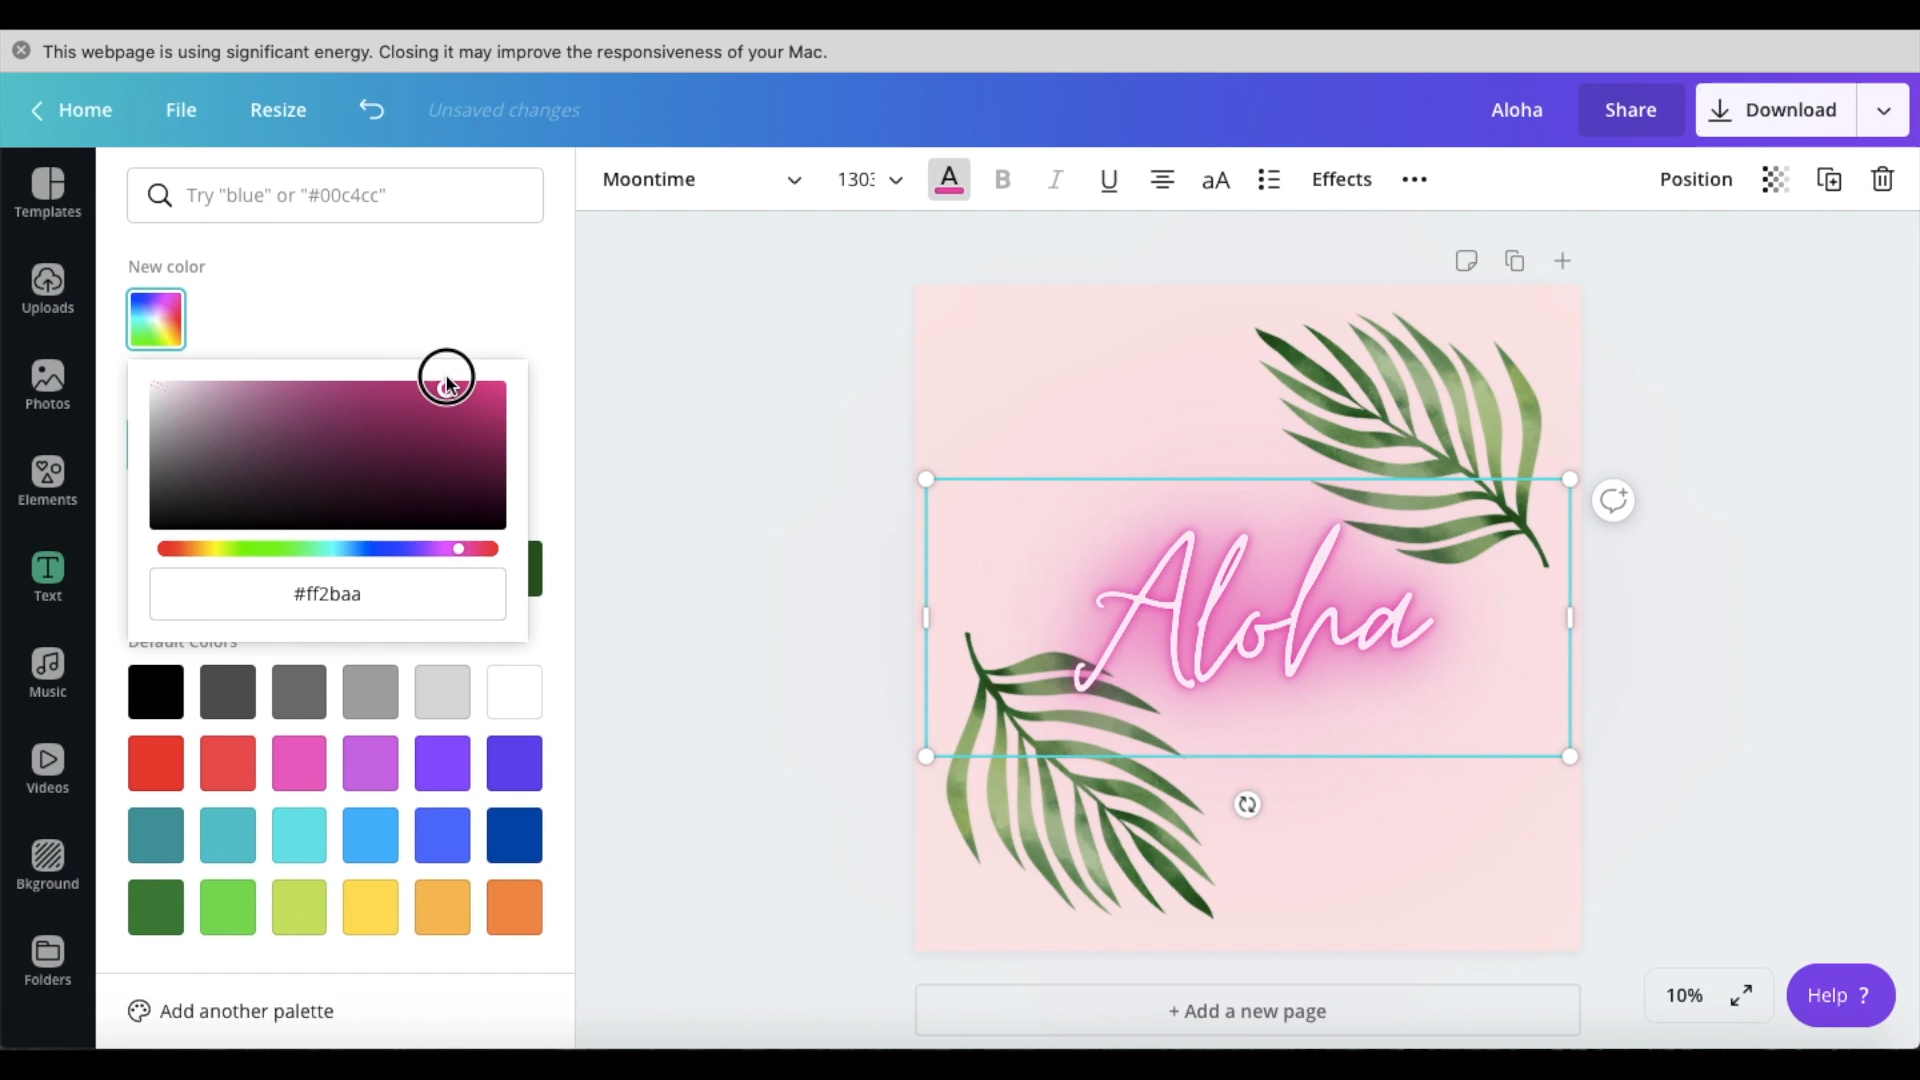 This webpage is using significant energy. Closing it may improve the responsiveness of your Mac.
Home File Resize Unsaved changes Aloha Share Download
Templates
Uploads
Photos
Elements
Text
Music
Videos
Bkground
Folders
Try "blue" or "#00c4cc"
New color
#ff2baa
Default Colors
Add another palette
Moontime 1303 A B I U aA Effects Position
Aloha
+ Add a new page
10%
Help ?